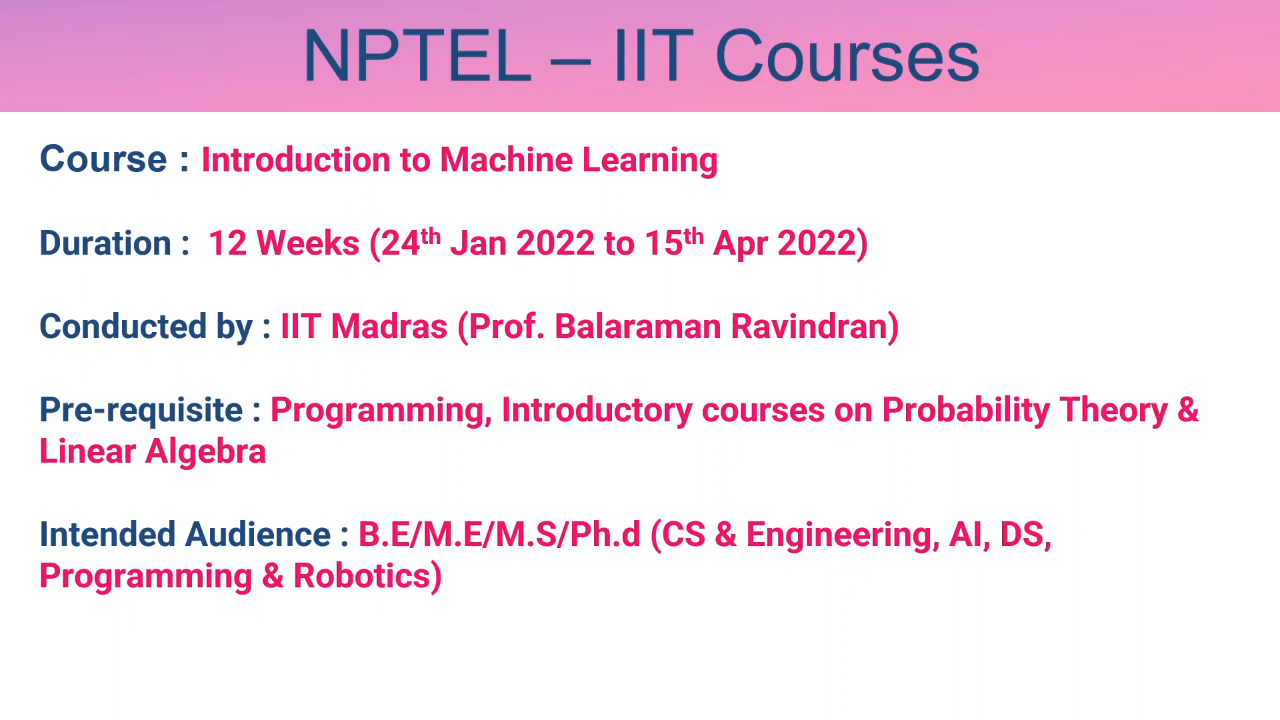 NPTEL – IIT Courses
Course : Introduction to Machine Learning
Duration : 12 Weeks (24th Jan 2022 to 15th Apr 2022)
Conducted by : IIT Madras (Prof. Balaraman Ravindran)
Pre-requisite : Programming, Introductory courses on Probability Theory &
Linear Algebra
Intended Audience : B.E/M.E/M.S/Ph.d (CS & Engineering, AI, DS,
Programming & Robotics)